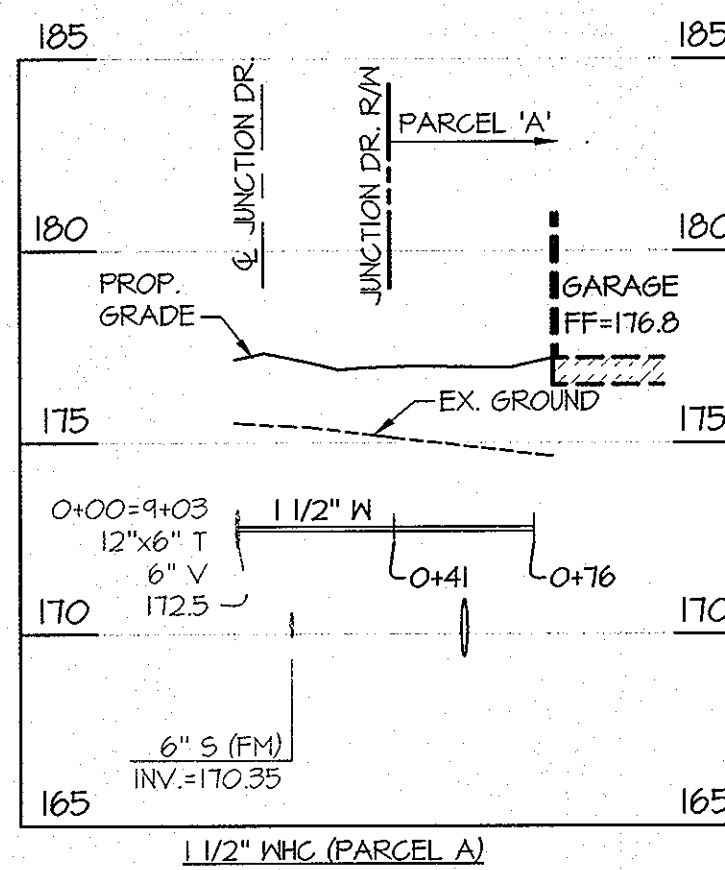 185
185
℄ JUNCTION DR.
JUNCTION DR. R/W
PARCEL 'A'
180
180
PROP.
GRADE
GARAGE
FF=176.8
EX. GROUND
175
175
0+00=9+03
12"x6" T
6" V
172.5
1 1/2" W
0+41
0+76
170
170
6" S (FM)
INV.=170.35
165
165
1 1/2" WHC (PARCEL A)